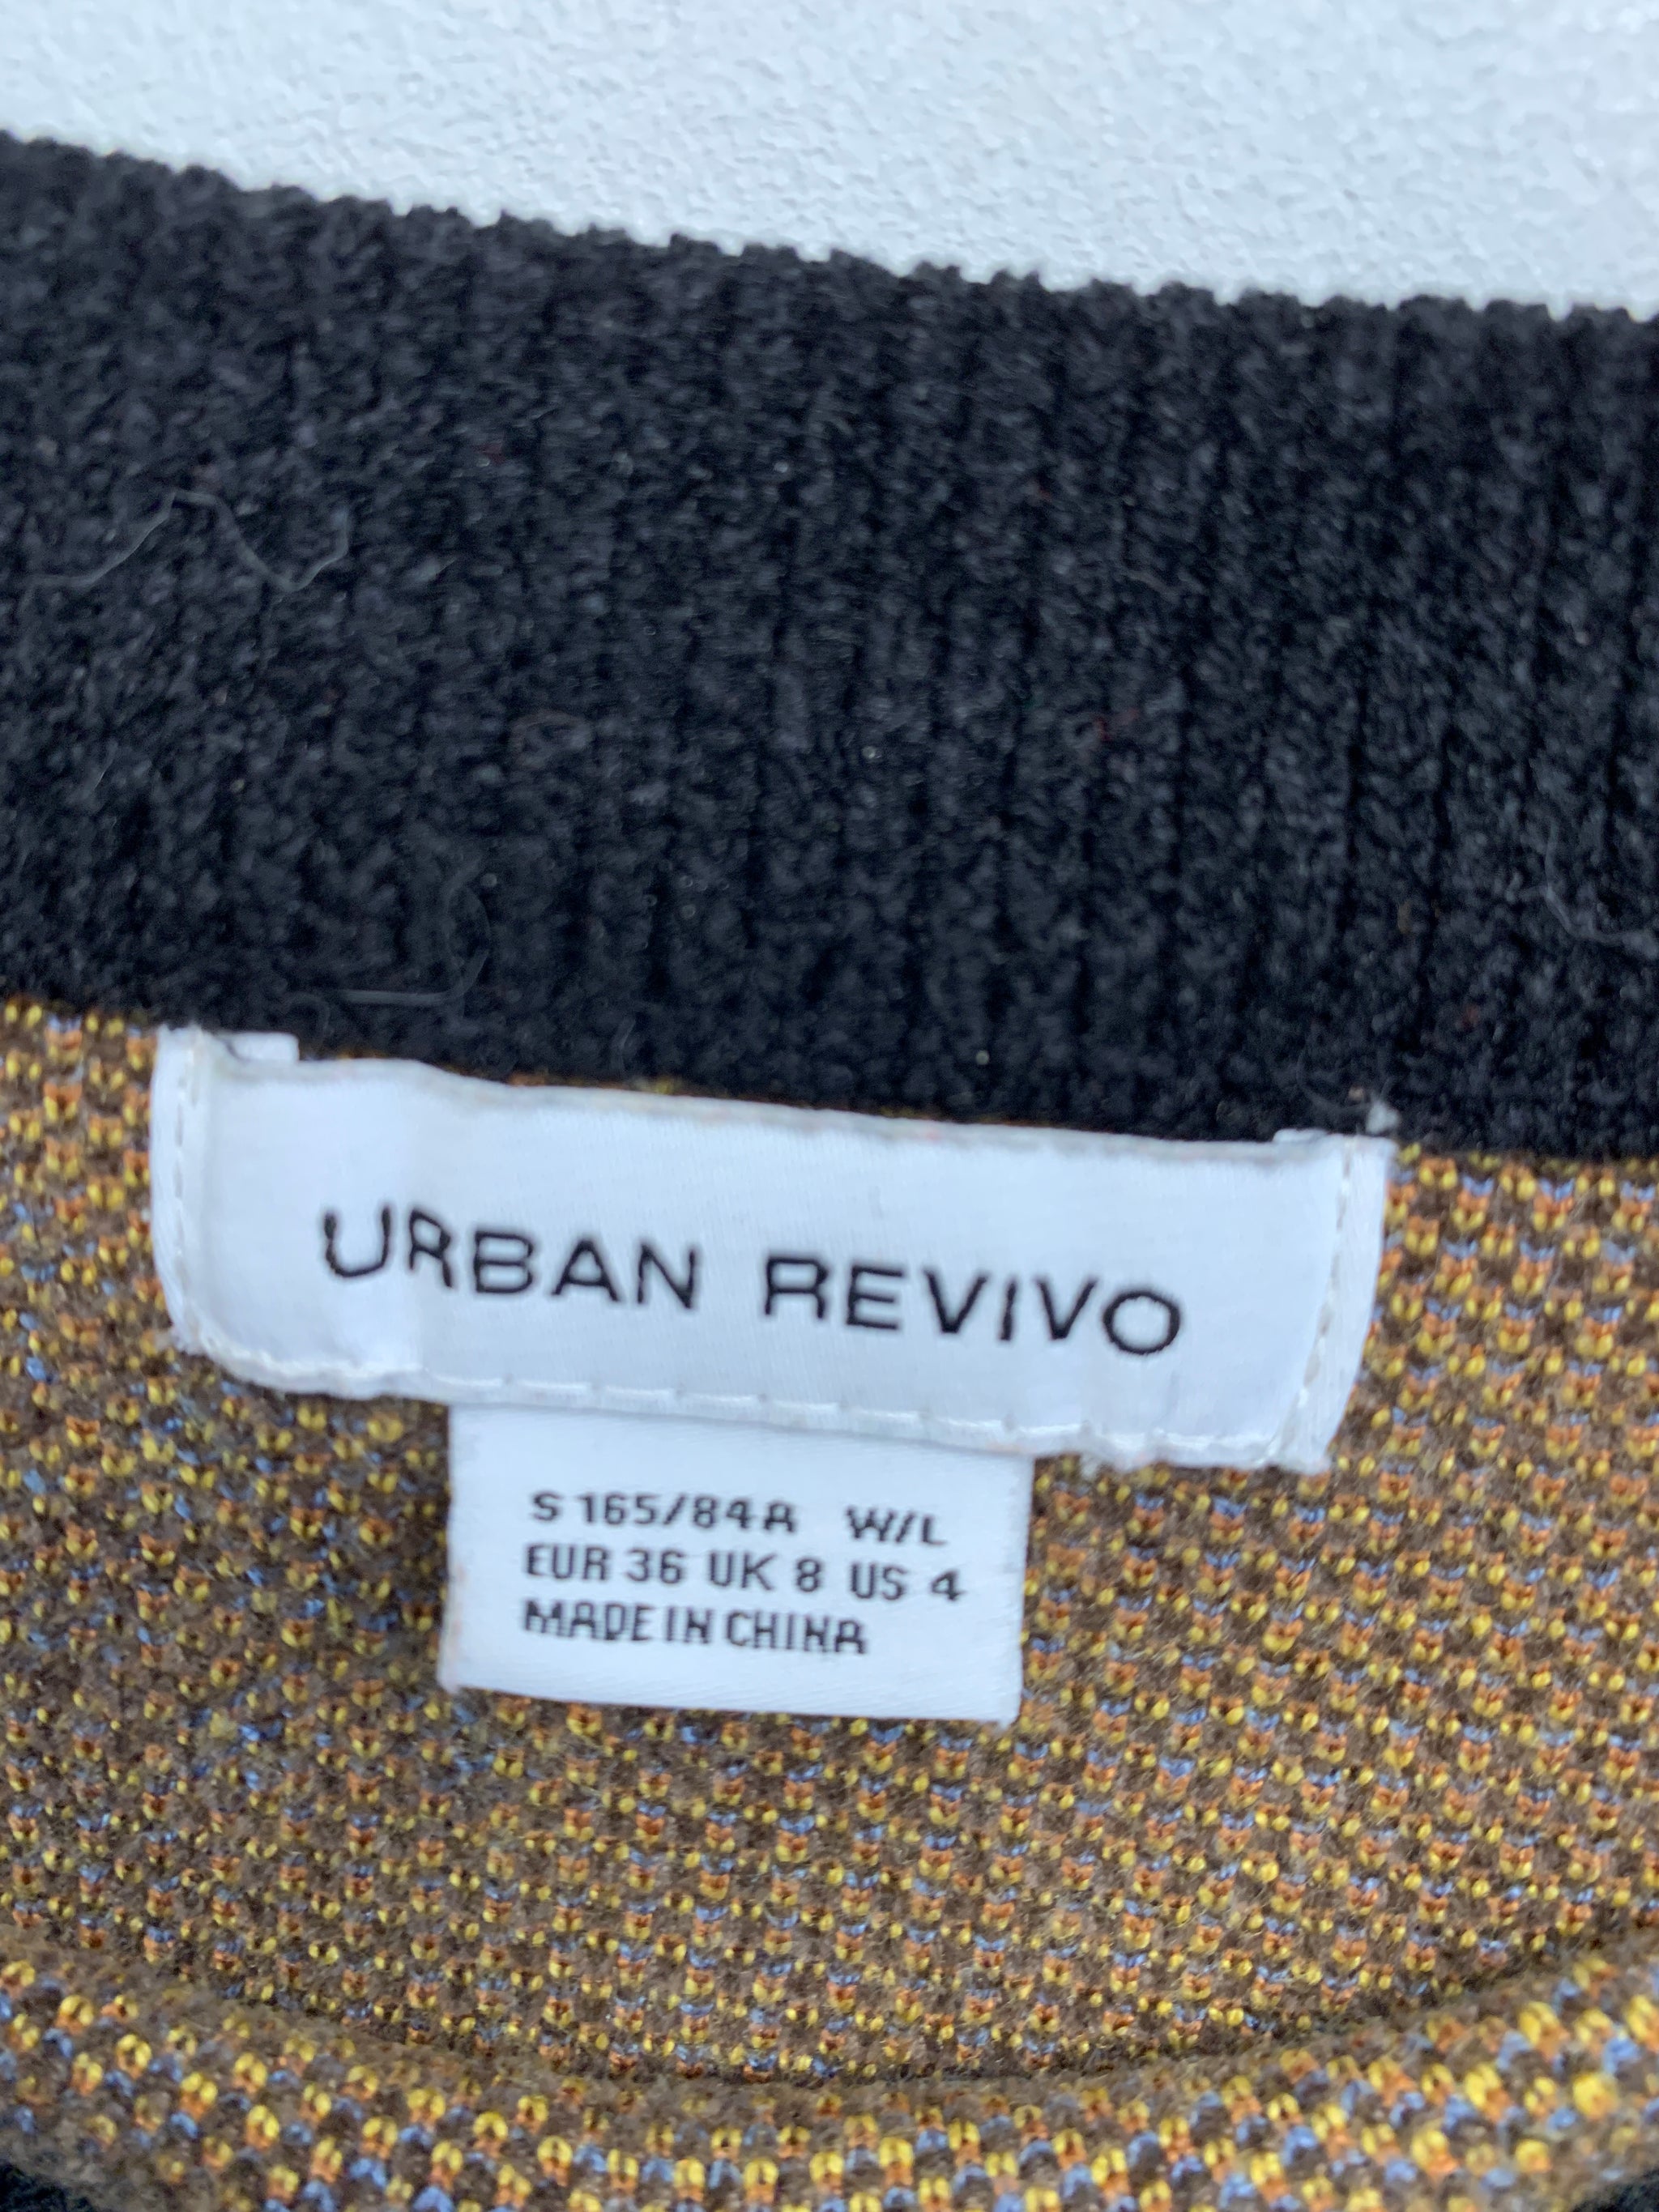 URBAN REVIVO
S 165/84A W/L
EUR 36 UK 8 US 4
MADE IN CHINA